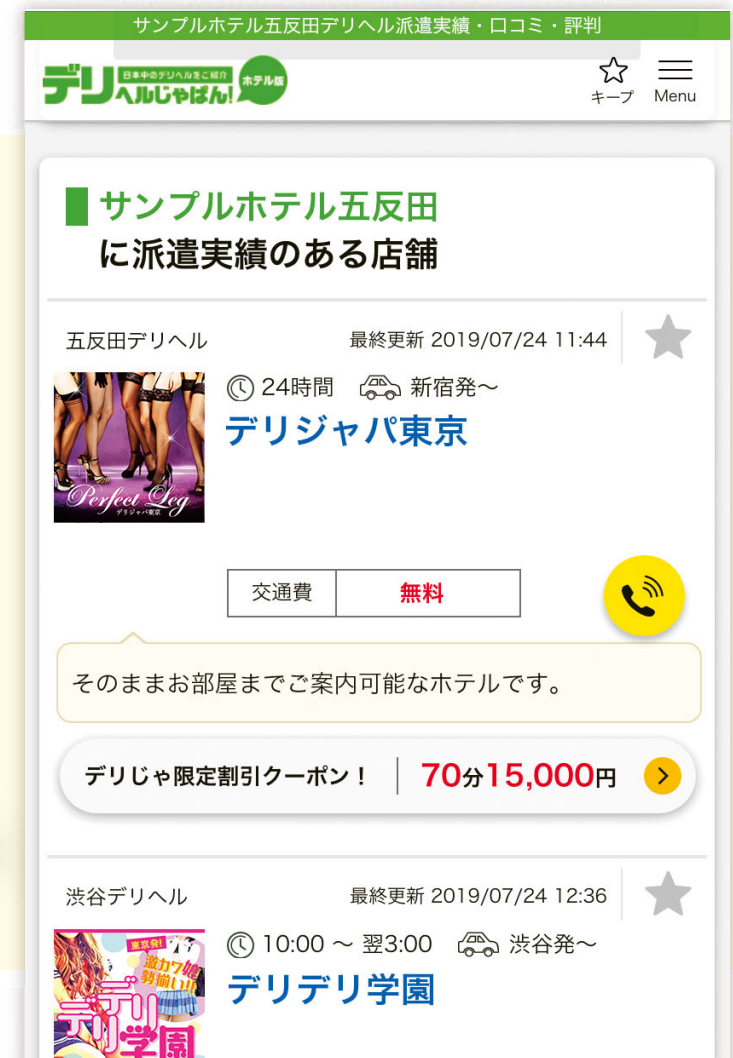 サンプルホテル五反田デリヘル派遣実績・口コミ・評判
デリヘルじゃぱん!
日本中のデリヘルをご紹介
ホテル版
キープ
Menu
サンプルホテル五反田
に派遣実績のある店舗
五反田デリヘル
最終更新 2019/07/24 11:44
24時間
新宿発〜
デリジャパ東京
Perfect Leg
デリジャパ東京
交通費
無料
そのままお部屋までご案内可能なホテルです。
デリじゃ限定割引クーポン！
70分15,000円
渋谷デリヘル
最終更新 2019/07/24 12:36
10:00 〜 翌3:00
渋谷発〜
デリデリ学園
東京発!
激カワ娘
勢揃い!!
デリデリ
学園